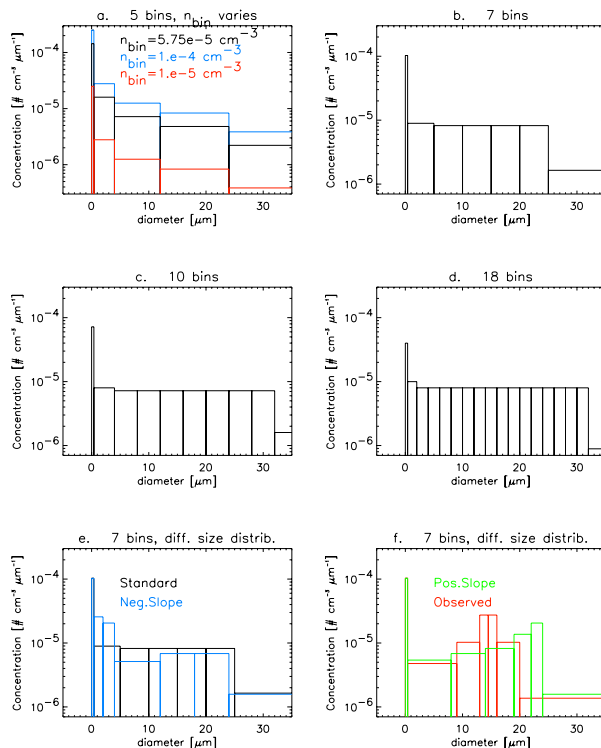 a. 5 bins, n_bin varies
n_bin=5.75e-5 cm⁻³
n_bin=1.e-4 cm⁻³
n_bin=1.e-5 cm⁻³
Concentration [# cm⁻³ μm⁻¹]
10⁻⁴
10⁻⁵
10⁻⁶
0 10 20 30
diameter [μm]
b. 7 bins
Concentration [# cm⁻³ μm⁻¹]
10⁻⁴
10⁻⁵
10⁻⁶
0 10 20 30
diameter [μm]
c. 10 bins
Concentration [# cm⁻³ μm⁻¹]
10⁻⁴
10⁻⁵
10⁻⁶
0 10 20 30
diameter [μm]
d. 18 bins
Concentration [# cm⁻³ μm⁻¹]
10⁻⁴
10⁻⁵
10⁻⁶
0 10 20 30
diameter [μm]
e. 7 bins, diff. size distrib.
Standard
Neg.Slope
Concentration [# cm⁻³ μm⁻¹]
10⁻⁴
10⁻⁵
10⁻⁶
0 10 20 30
diameter [μm]
f. 7 bins, diff. size distrib.
Pos.Slope
Observed
Concentration [# cm⁻³ μm⁻¹]
10⁻⁴
10⁻⁵
10⁻⁶
0 10 20 30
diameter [μm]